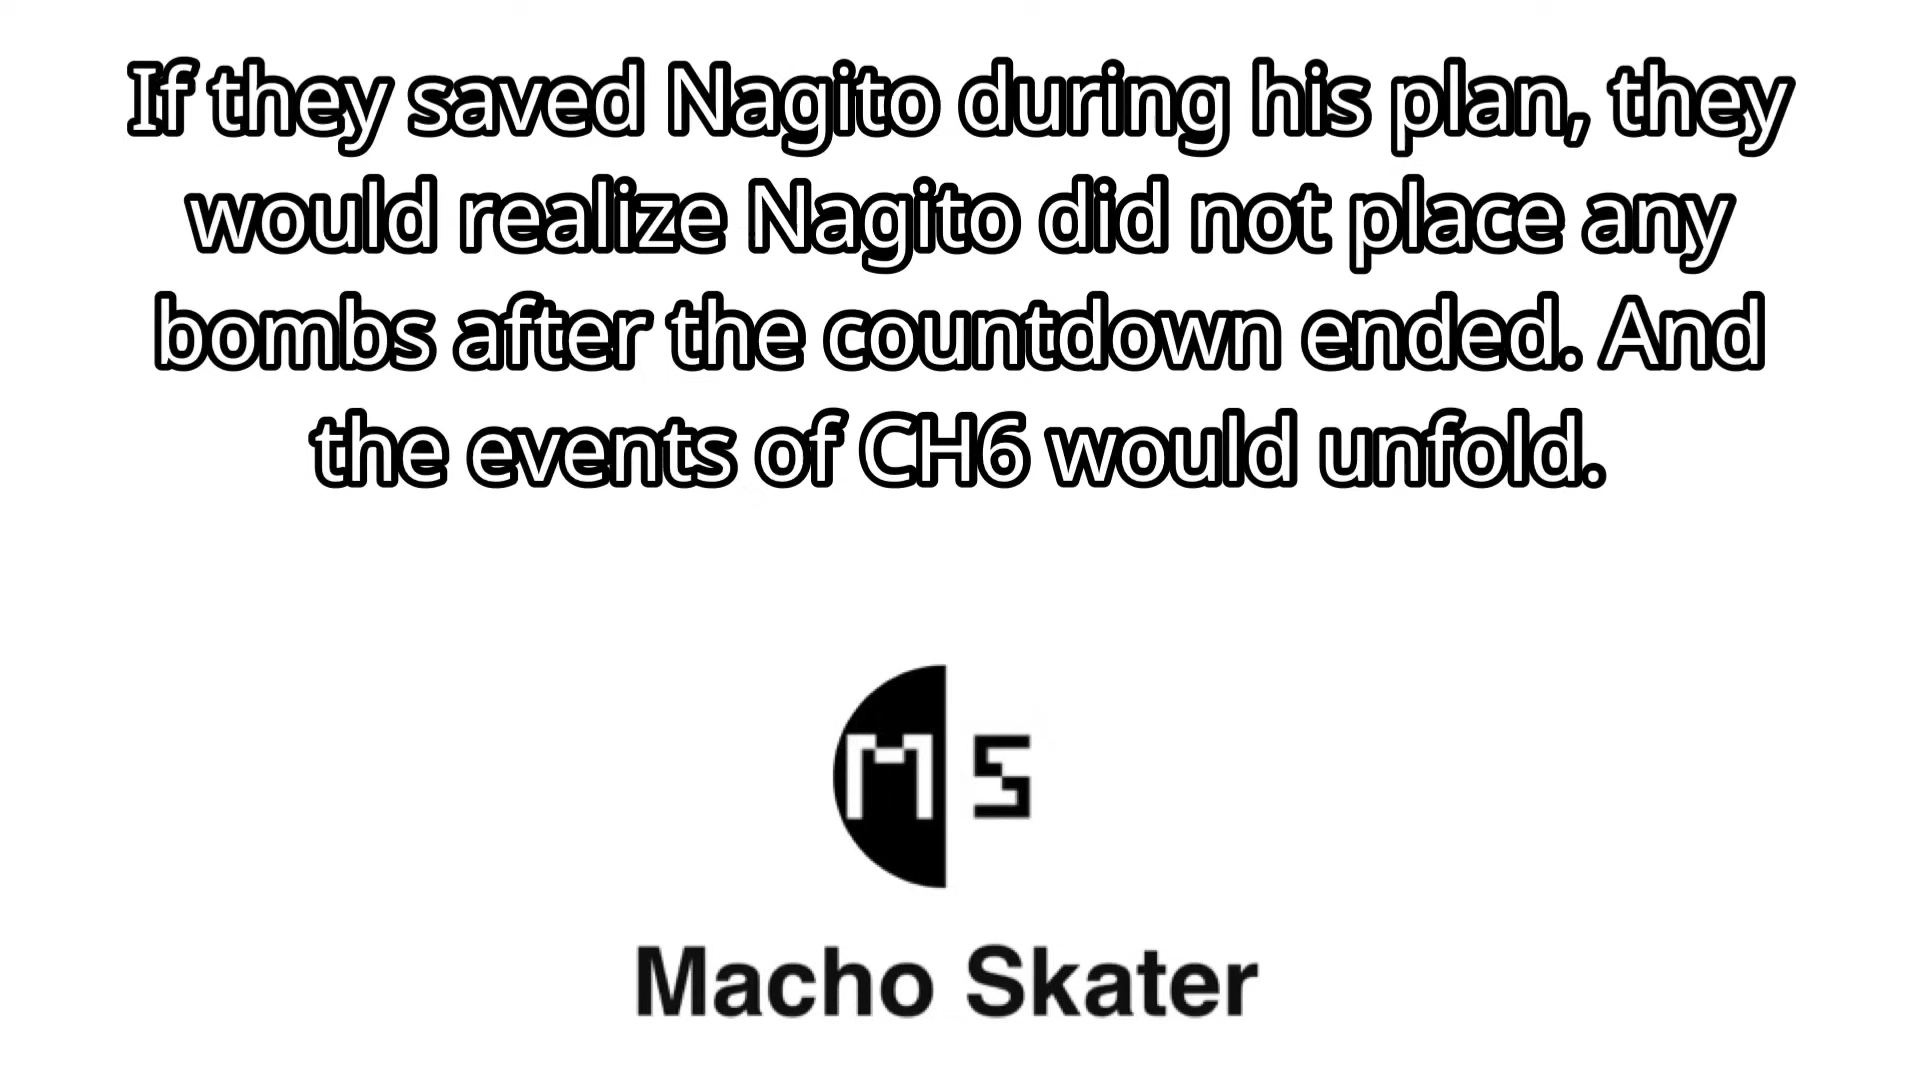 If they saved Nagito during his plan, they
would realize Nagito did not place any
bombs after the countdown ended. And
the events of CH6 would unfold.
M S
Macho Skater